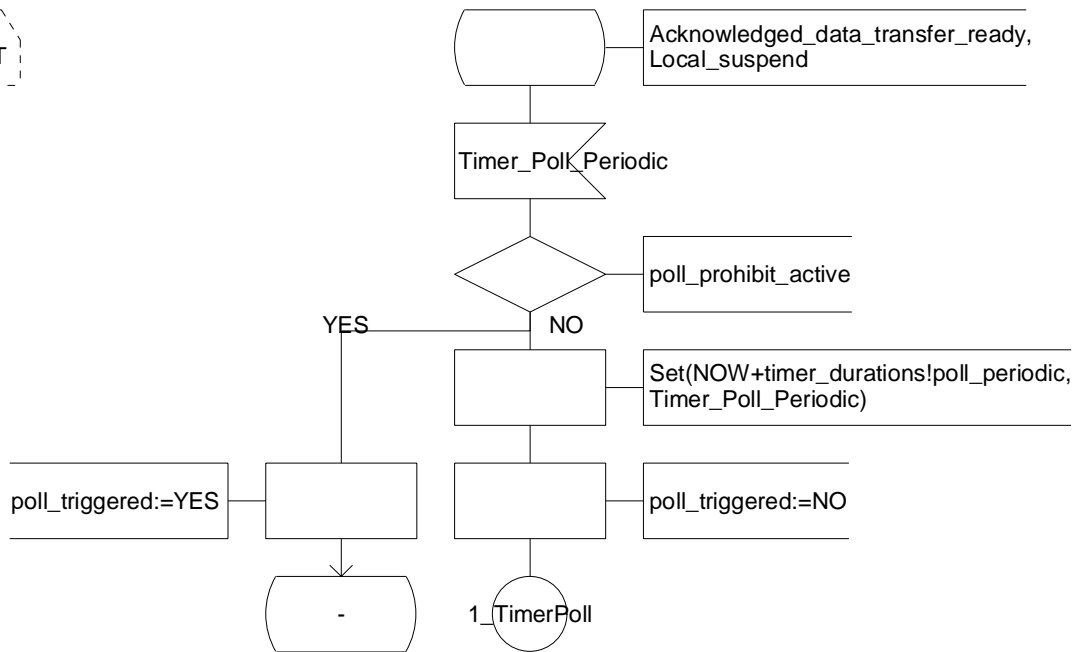 T
Acknowledged_data_transfer_ready,
Local_suspend
Timer_Poll_Periodic
poll_prohibit_active
YES
NO
Set(NOW+timer_durations!poll_periodic,
Timer_Poll_Periodic)
poll_triggered:=YES
poll_triggered:=NO
-
1_TimerPoll